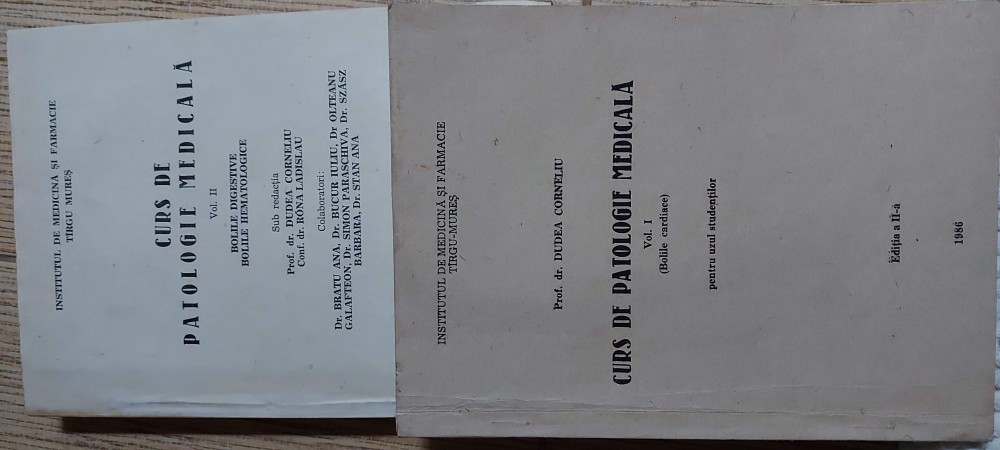 INSTITUTUL DE MEDICINĂ ȘI FARMACIE
TÎRGU MUREȘ
CURS DE
PATOLOGIE MEDICALĂ
Vol. II
BOLILE DIGESTIVE
BOLILE HEMATOLOGICE
Sub redacția
Prof. dr. DUDEA CORNELIU
Conf. dr. RÓNA LADISLAU
Colaboratori:
Dr. BRATU ANA, Dr. BUCUR IULIU, Dr OLTEANU
GALAFTEON, Dr. SIMON PARASCHIVA, Dr. SZÁSZ
BARBARA, Dr. STAN ANA
INSTITUTUL DE MEDICINĂ ȘI FARMACIE
TÎRGU-MUREȘ
Prof. dr. DUDEA CORNELIU
CURS DE PATOLOGIE MEDICALĂ
Vol. I
(Bolile cardiace)
pentru uzul studenților
Ediția a II-a
1986